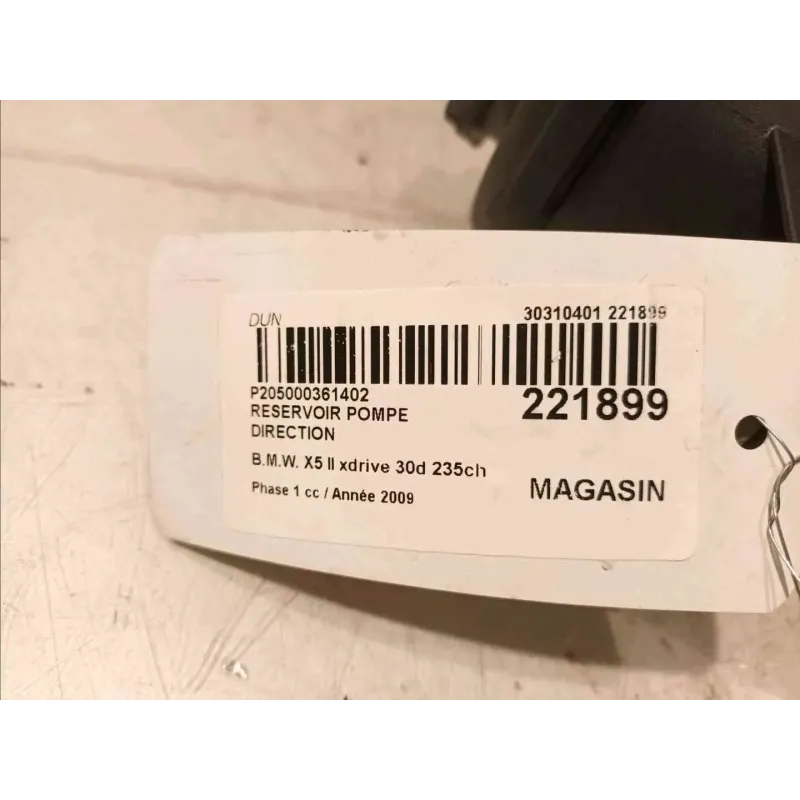 DUN 30310401 221899
P205000361402
RESERVOIR POMPE 221899
DIRECTION
B.M.W. X5 II xdrive 30d 235ch
Phase 1 cc / Année 2009 MAGASIN